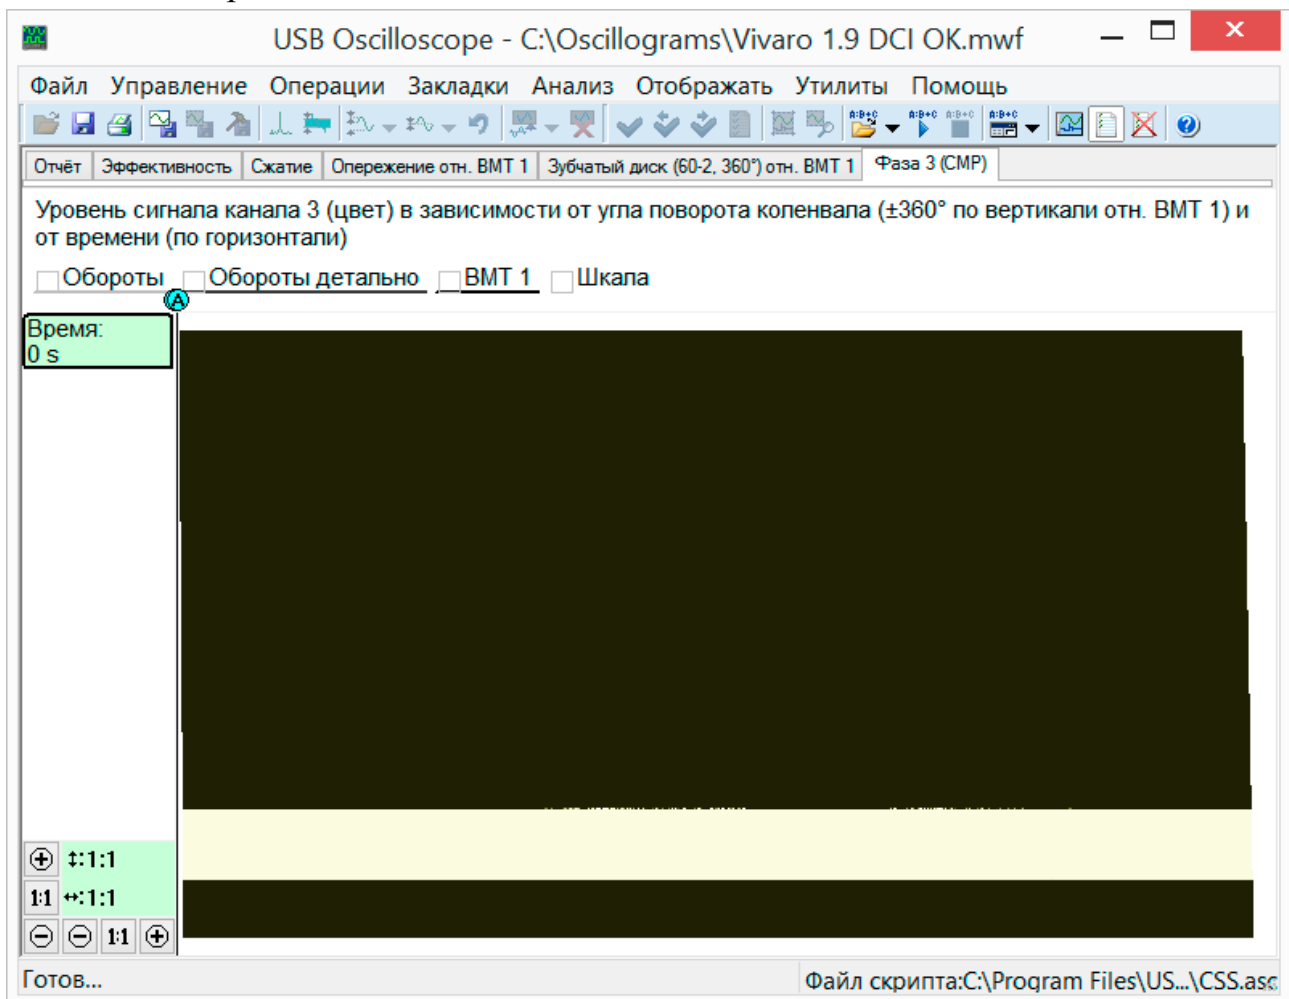 USB Oscilloscope - C:\Oscillograms\Vivaro 1.9 DCI OK.mwf
Файл Управление Операции Закладки Анализ Отображать Утилиты Помощь
A:B+C A:B+C A:B+C A:B+C
Отчёт Эффективность Сжатие Опережение отн. ВМТ 1 Зубчатый диск (60-2, 360°) отн. ВМТ 1 Фаза 3 (CMP)
Уровень сигнала канала 3 (цвет) в зависимости от угла поворота коленвала (±360° по вертикали отн. ВМТ 1) и
от времени (по горизонтали)
Обороты Обороты детально ВМТ 1 Шкала
A
Время:
0 s
↕:1:1
1:1 ↔:1:1
1:1
Готов... Файл скрипта:C:\Program Files\US...\CSS.asc